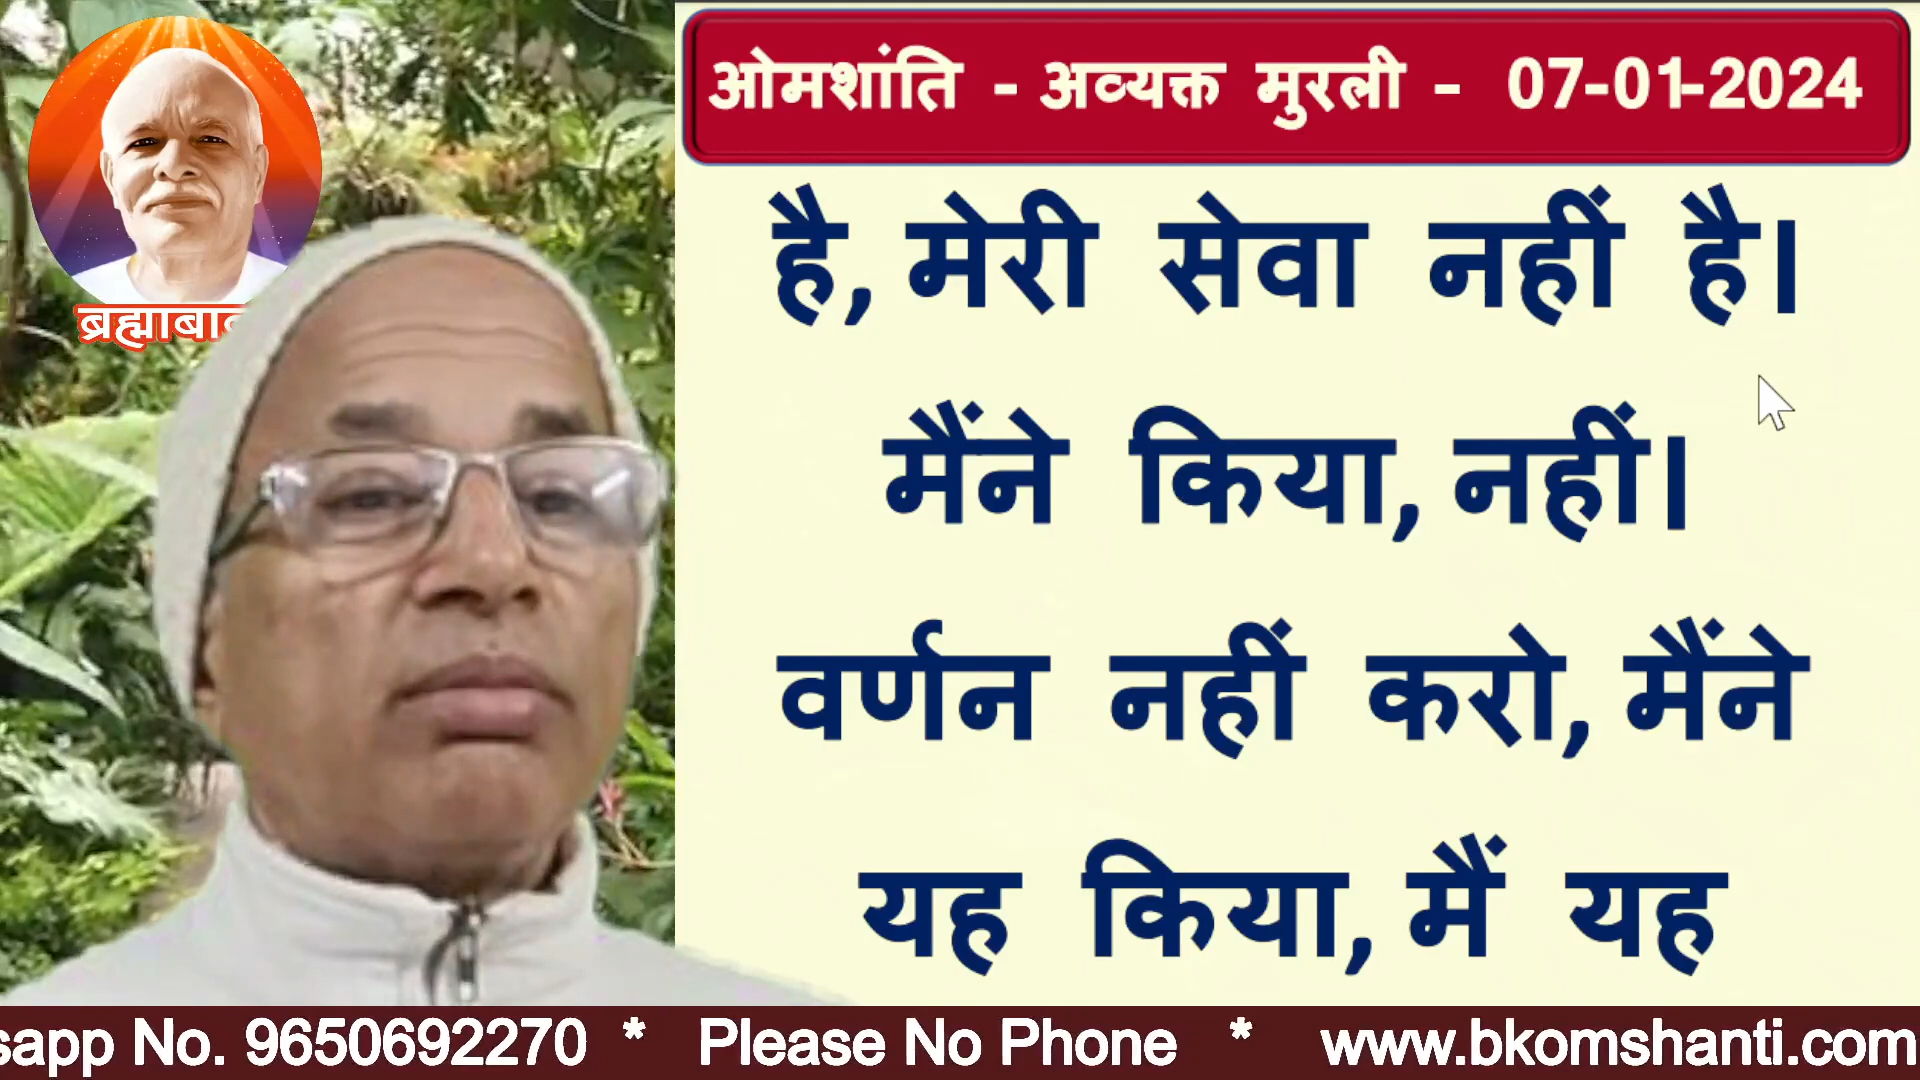 ओमशांति - अव्यक्त मुरली - 07-01-2024
है, मेरी सेवा नहीं है।
मैंने किया, नहीं।
वर्णन नहीं करो, मैंने
यह किया, मैं यह
sapp No. 9650692270 * Please No Phone * www.bkomshanti.com